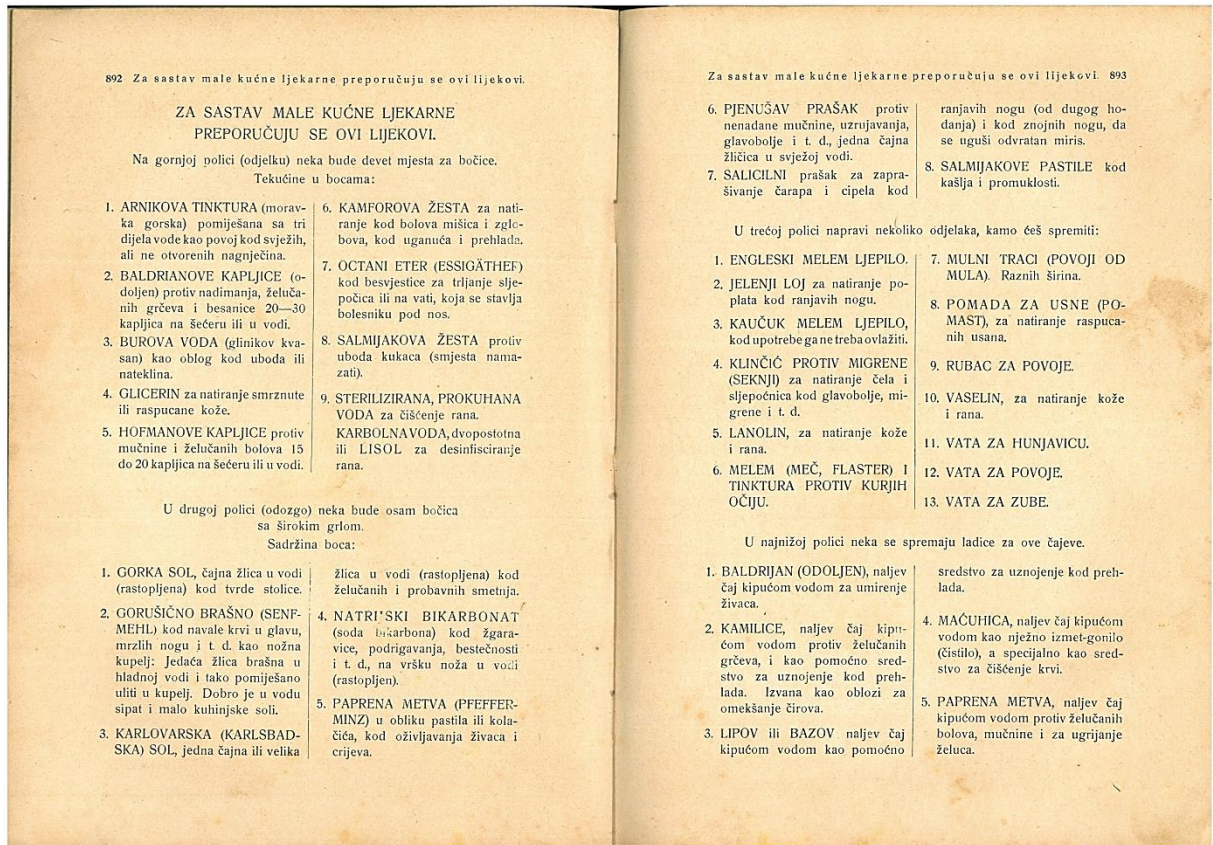 892 Za sastav male kućne ljekarne preporučuju se ovi lijekovi.
ZA SASTAV MALE KUĆNE LJEKARNE
PREPORUČUJU SE OVI LIJEKOVI.
Na gornjoj polici (odjelku) neka bude devet mjesta za bočice.
Tekućine u bocama:
1. ARNIKOVA TINKTURA (morav-
ka gorska) pomiješana sa tri
dijela vode kao povoj kod svježih,
ali ne otvorenih nagnječina.
2. BALDRIANOVE KAPLJICE (o-
doljen) protiv nadimanja, želuča-
nih grčeva i besanice 20—30
kapljica na šećeru ili u vodi.
3. BUROVA VODA (glinikov kva-
san) kao oblog kod uboda ili
nateklina.
4. GLICERIN za natiranje smrznute
ili raspucane kože.
5. HOFMANOVE KAPLJICE protiv
mučnine i želučanih bolova 15
do 20 kapljica na šećeru ili u vodi.
6. KAMFOROVA ŽESTA za nati-
ranje kod bolova mišica i zglo-
bova, kod uganuća i prehlada.
7. OCTANI ETER (ESSIGÄTHER)
kod besvjestice za trljanje slje-
počica ili na vati, koja se stavlja
bolesniku pod nos.
8. SALMIJAKOVA ŽESTA protiv
uboda kukaca (smjesta nama-
zati).
9. STERILIZIRANA, PROKUHANA
VODA za čišćenje rana.
KARBOLNA VODA, dvopostotna
ili LISOL za desinfisciranje
rana.
U drugoj polici (odozgo) neka bude osam bočica
sa širokim grlom.
Sadržina boca:
1. GORKA SOL, čajna žlica u vodi
(rastopljena) kod tvrde stolice.
2. GORUŠIČNO BRAŠNO (SENF-
MEHL) kod navale krvi u glavu,
mrzlih nogu i t. d. kao nožna
kupelj: Jedaća žlica brašna u
hladnoj vodi i tako pomiješano
uliti u kupelj. Dobro je u vodu
sipat i malo kuhinjske soli.
3. KARLOVARSKA (KARLSBAD-
SKA) SOL, jedna čajna ili velika
žlica u vodi (rastopljena) kod
želučanih i probavnih smetnja.
4. NATRIJSKI BIKARBONAT
(soda bikarbona) kod žgara-
vice, podrigavanja, bestečnosti
i t. d., na vršku noža u vodi
(rastopljen).
5. PAPRENA METVA (PFEFFER-
MINZ) u obliku pastila ili kola-
čića, kod oživljavanja živaca i
crijeva.
Za sastav male kućne ljekarne preporučuju se ovi lijekovi. 893
6. PJENUŠAV PRAŠAK protiv
nenadane mučnine, uzrujavanja,
glavobolje i t. d., jedna čajna
žličica u svježoj vodi.
7. SALICILNI prašak za zapra-
šivanje čarapa i cipela kod
ranjavih nogu (od dugog ho-
danja) i kod znojnih nogu, da
se uguši odvratan miris.
8. SALMIJAKOVE PASTILE kod
kašlja i promuklosti.
U trećoj polici napravi nekoliko odjelaka, kamo ćeš spremiti:
1. ENGLESKI MELEM LJEPILO.
2. JELENJI LOJ za natiranje po-
plata kod ranjavih nogu.
3. KAUČUK MELEM LJEPILO,
kod upotrebe ga ne treba ovlažiti.
4. KLINČIĆ PROTIV MIGRENE
(SEKNJI) za natiranje čela i
sljepoćnica kod glavobolje, mi-
grene i t. d.
5. LANOLIN, za natiranje kože
i rana.
6. MELEM (MEČ, FLASTER) I
TINKTURA PROTIV KURJIH
OČIJU.
7. MULNI TRACI (POVOJI OD
MULA). Raznih širina.
8. POMADA ZA USNE (PO-
MAST), za natiranje raspuca-
nih usana.
9. RUBAC ZA POVOJE.
10. VASELIN, za natiranje kože
i rana.
11. VATA ZA HUNJAVICU.
12. VATA ZA POVOJE.
13. VATA ZA ZUBE.
U najnižoj polici neka se spremaju ladice za ove čajeve.
1. BALDRIJAN (ODOLJEN), naljev
čaj kipućom vodom za umirenje
živaca.
2. KAMILICE, naljev čaj kipu-
ćom vodom protiv želučanih
grčeva, i kao pomoćno sred-
stvo za uznojenje kod preh-
lada. Izvana kao oblozi za
omekšanje čirova.
3. LIPOV ili BAZOV naljev čaj
kipućom vodom kao pomoćno
sredstvo za uznojenje kod preh-
lada.
4. MAĆUHICA, naljev čaj kipućom
vodom kao nježno izmet-gonilo
(čistilo), a specijalno kao sred-
stvo za čišćenje krvi.
5. PAPRENA METVA, naljev čaj
kipućom vodom protiv želučanih
bolova, mučnine i za ugrijanje
želuca.